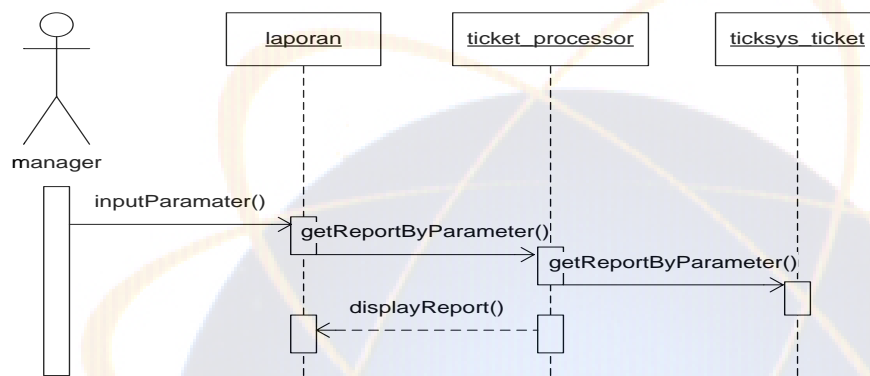 laporan
ticket_processor
ticksys_ticket
manager
inputParamater()
getReportByParameter()
getReportByParameter()
displayReport()